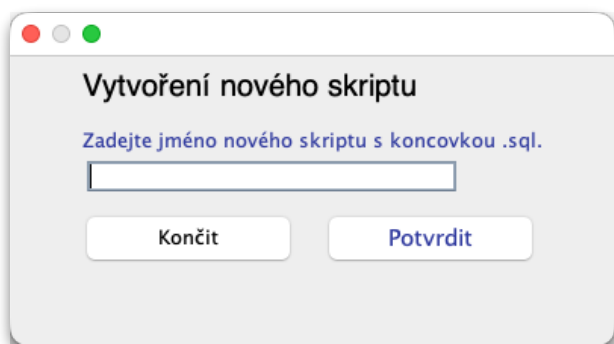 Vytvoření nového skriptu
Zadejte jméno nového skriptu s koncovkou .sql.
Končit
Potvrdit